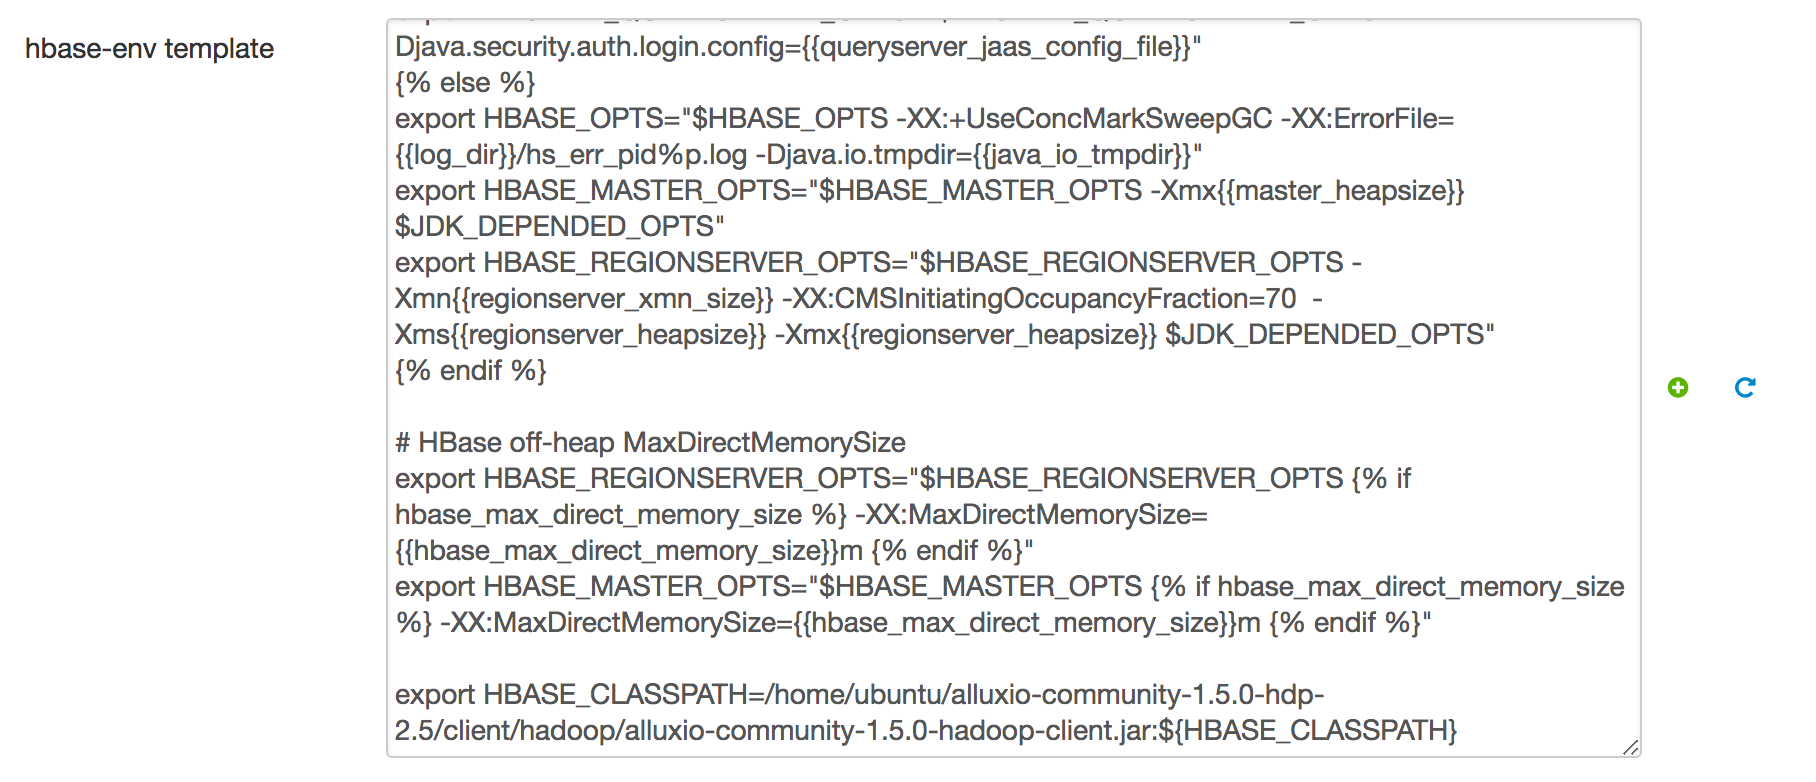 hbase-env template
Djava.security.auth.login.config={{queryserver_jaas_config_file}}"
{% else %}
export HBASE_OPTS="$HBASE_OPTS -XX:+UseConcMarkSweepGC -XX:ErrorFile=
{{log_dir}}/hs_err_pid%p.log -Djava.io.tmpdir={{java_io_tmpdir}}"
export HBASE_MASTER_OPTS="$HBASE_MASTER_OPTS -Xmx{{master_heapsize}}
$JDK_DEPENDED_OPTS"
export HBASE_REGIONSERVER_OPTS="$HBASE_REGIONSERVER_OPTS -
Xmn{{regionserver_xmn_size}} -XX:CMSInitiatingOccupancyFraction=70  -
Xms{{regionserver_heapsize}} -Xmx{{regionserver_heapsize}} $JDK_DEPENDED_OPTS"
{% endif %}
# HBase off-heap MaxDirectMemorySize
export HBASE_REGIONSERVER_OPTS="$HBASE_REGIONSERVER_OPTS {% if
hbase_max_direct_memory_size %} -XX:MaxDirectMemorySize=
{{hbase_max_direct_memory_size}}m {% endif %}"
export HBASE_MASTER_OPTS="$HBASE_MASTER_OPTS {% if hbase_max_direct_memory_size
%} -XX:MaxDirectMemorySize={{hbase_max_direct_memory_size}}m {% endif %}"
export HBASE_CLASSPATH=/home/ubuntu/alluxio-community-1.5.0-hdp-
2.5/client/hadoop/alluxio-community-1.5.0-hadoop-client.jar:${HBASE_CLASSPATH}